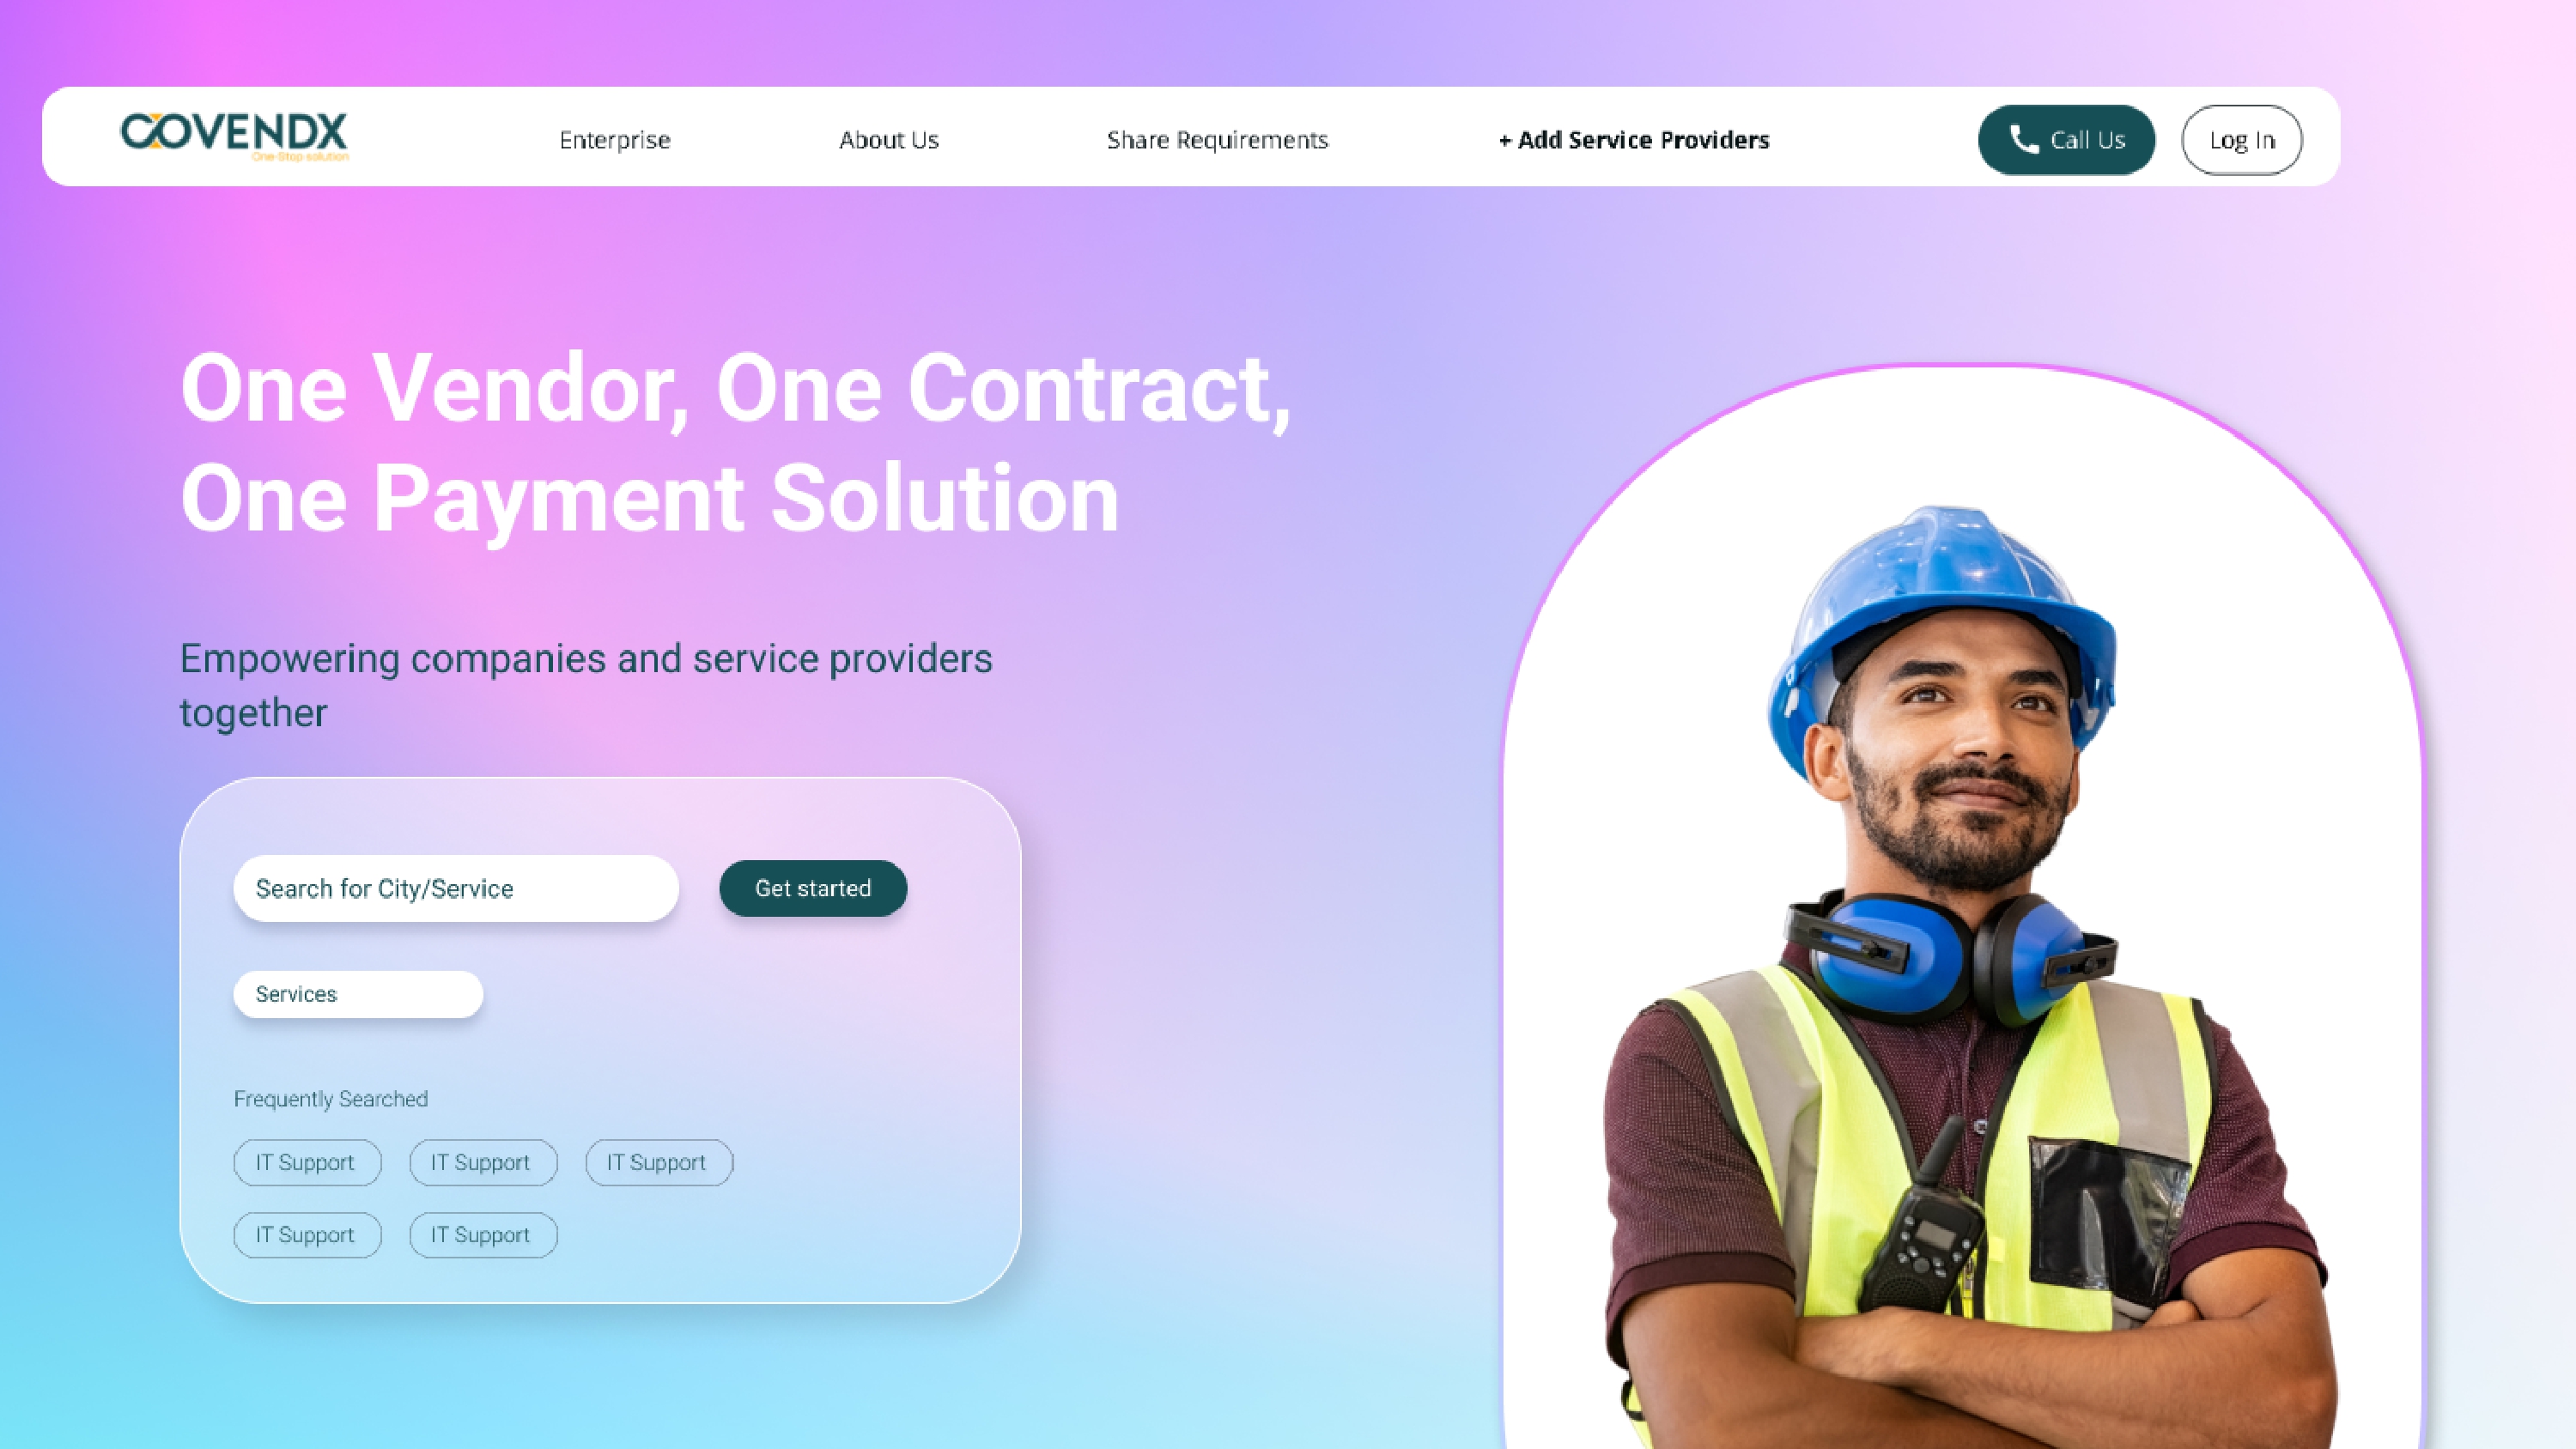 COVENDX
One-Stop solution
Enterprise
About Us
Share Requirements
+ Add Service Providers
Call Us
Log In
One Vendor, One Contract,
One Payment Solution
Empowering companies and service providers
together
Search for City/Service
Get started
Services
Frequently Searched
IT Support
IT Support
IT Support
IT Support
IT Support